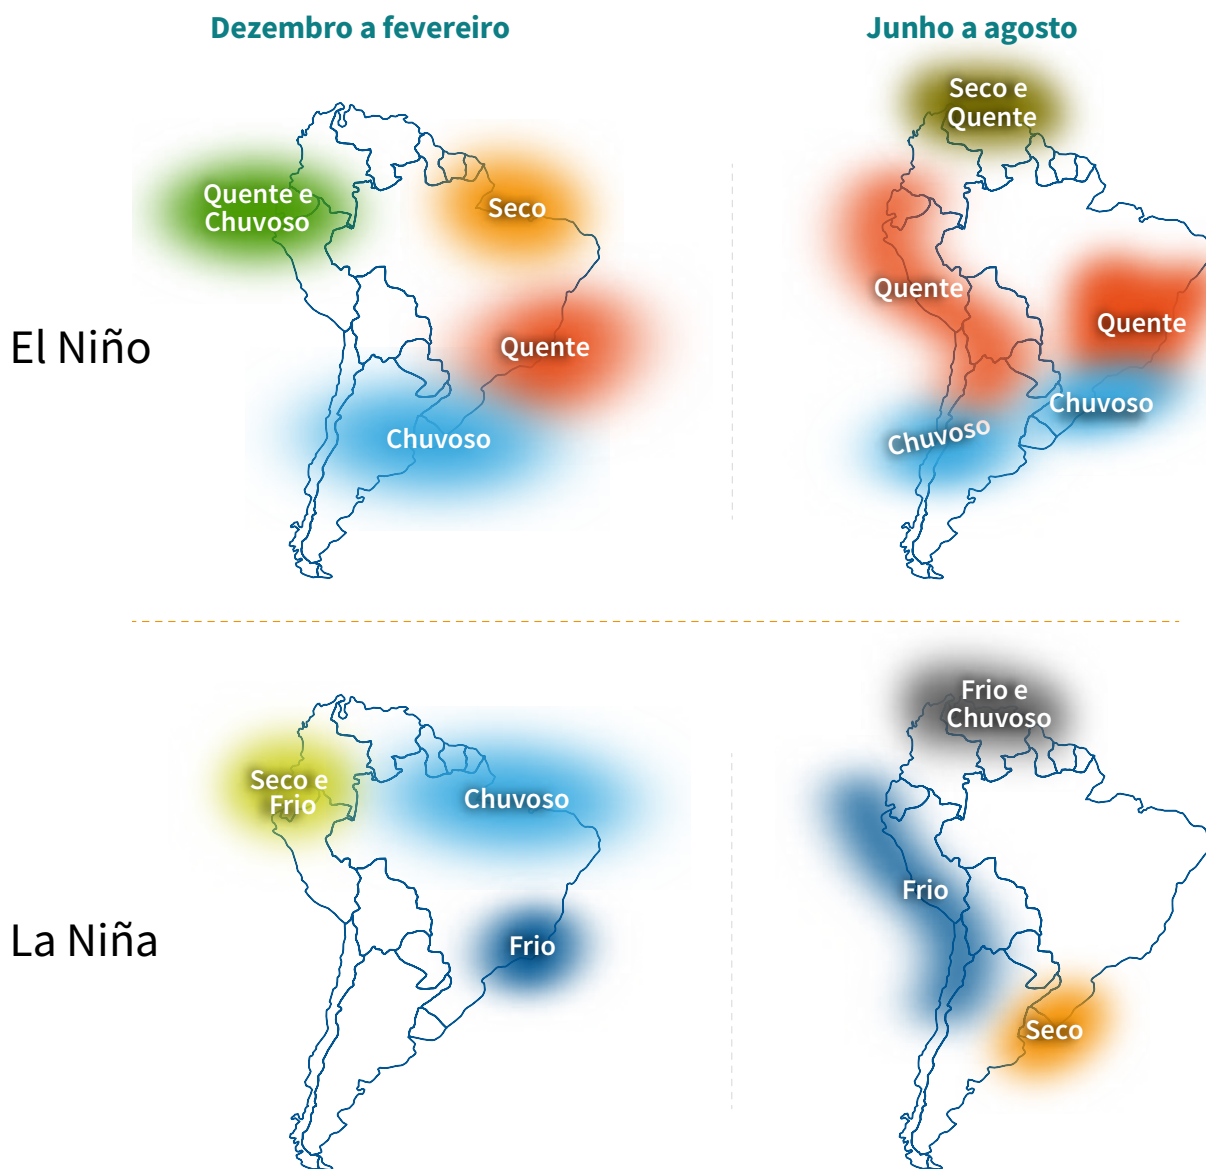 Dezembro a fevereiro
Junho a agosto
El Niño
Quente e
Chuvoso
Seco
Quente
Chuvoso
Seco e
Quente
Quente
Quente
Chuvoso
Chuvoso
La Niña
Seco e
Frio
Chuvoso
Frio
Frio e
Chuvoso
Frio
Seco